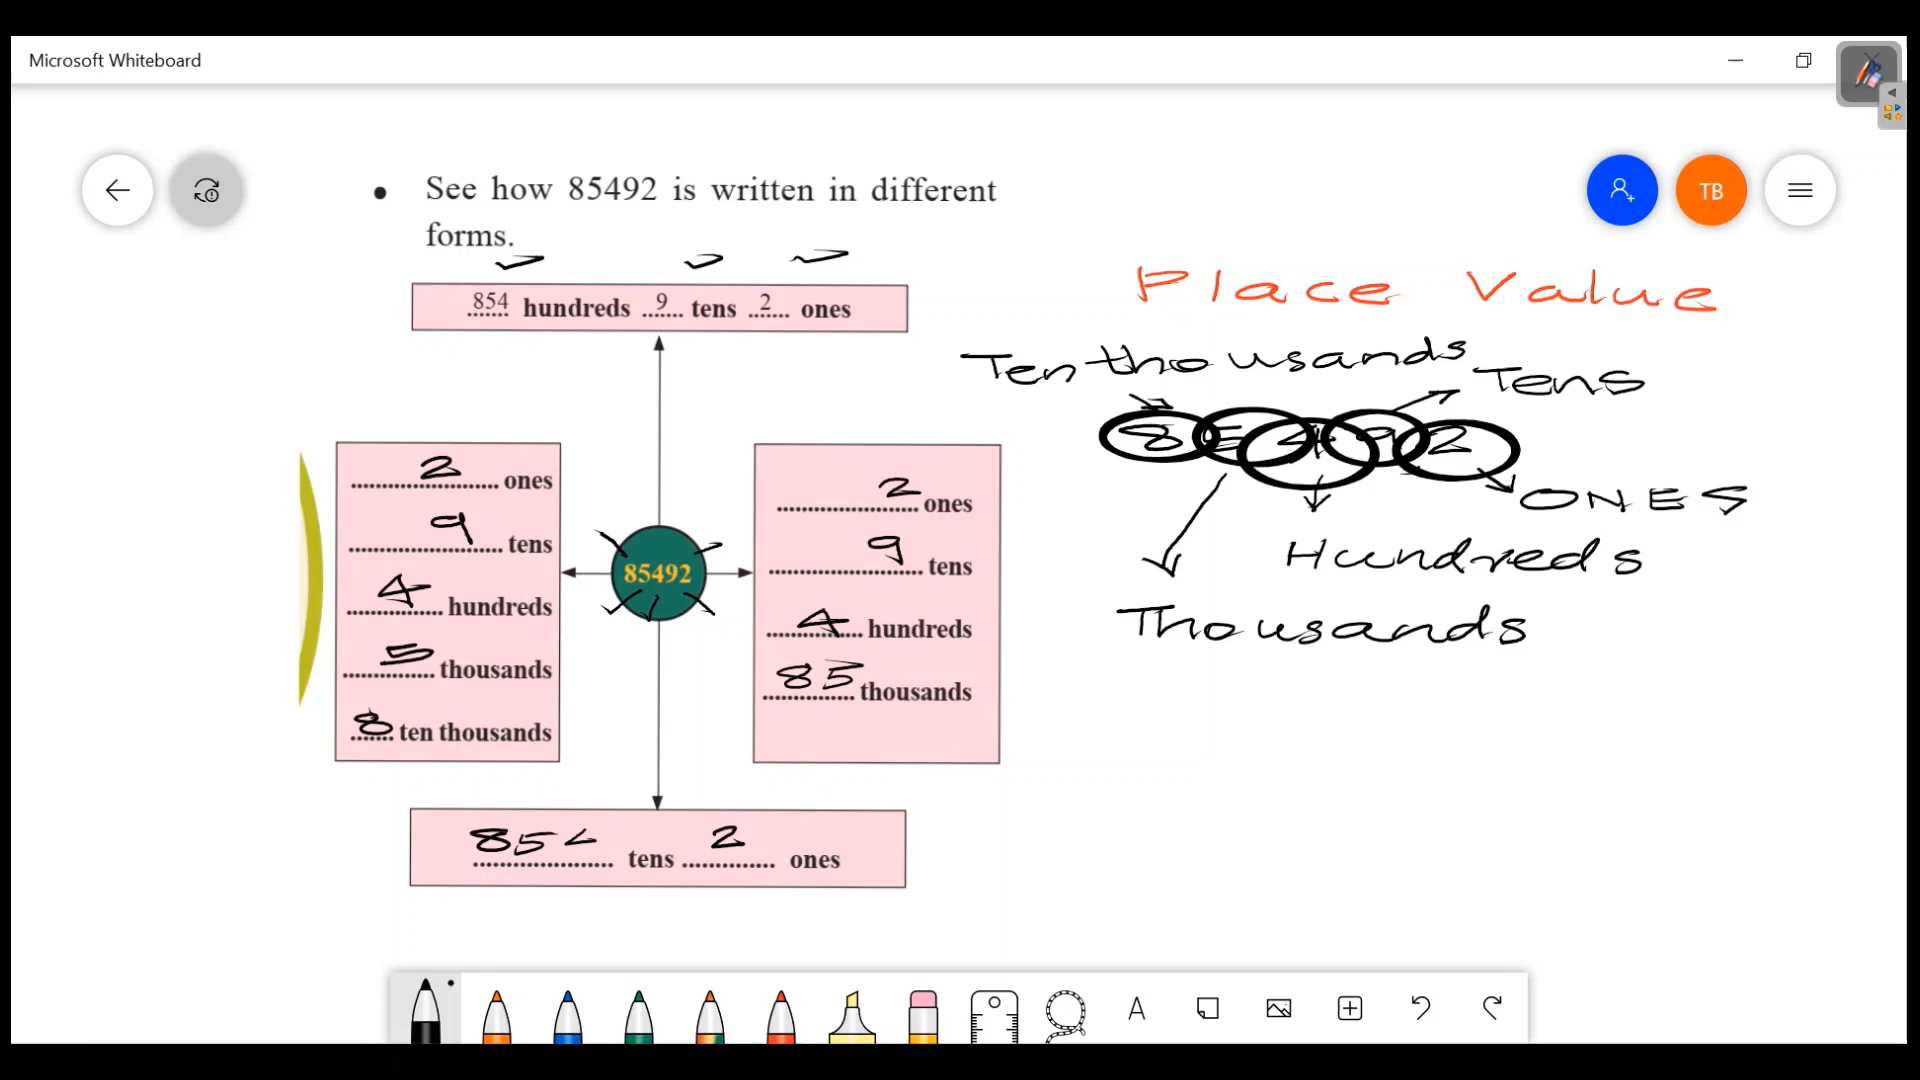 Microsoft Whiteboard
TB
• See how 85492 is written in different
forms.
854 hundreds 9 tens 2 ones
Place Value
Ten thousands
Tens
85492
ONES
Hundreds
Thousands
2 ones
9 tens
4 hundreds
5 thousands
8 ten thousands
85492
2 ones
9 tens
4 hundreds
85 thousands
85 tens 2 ones
A